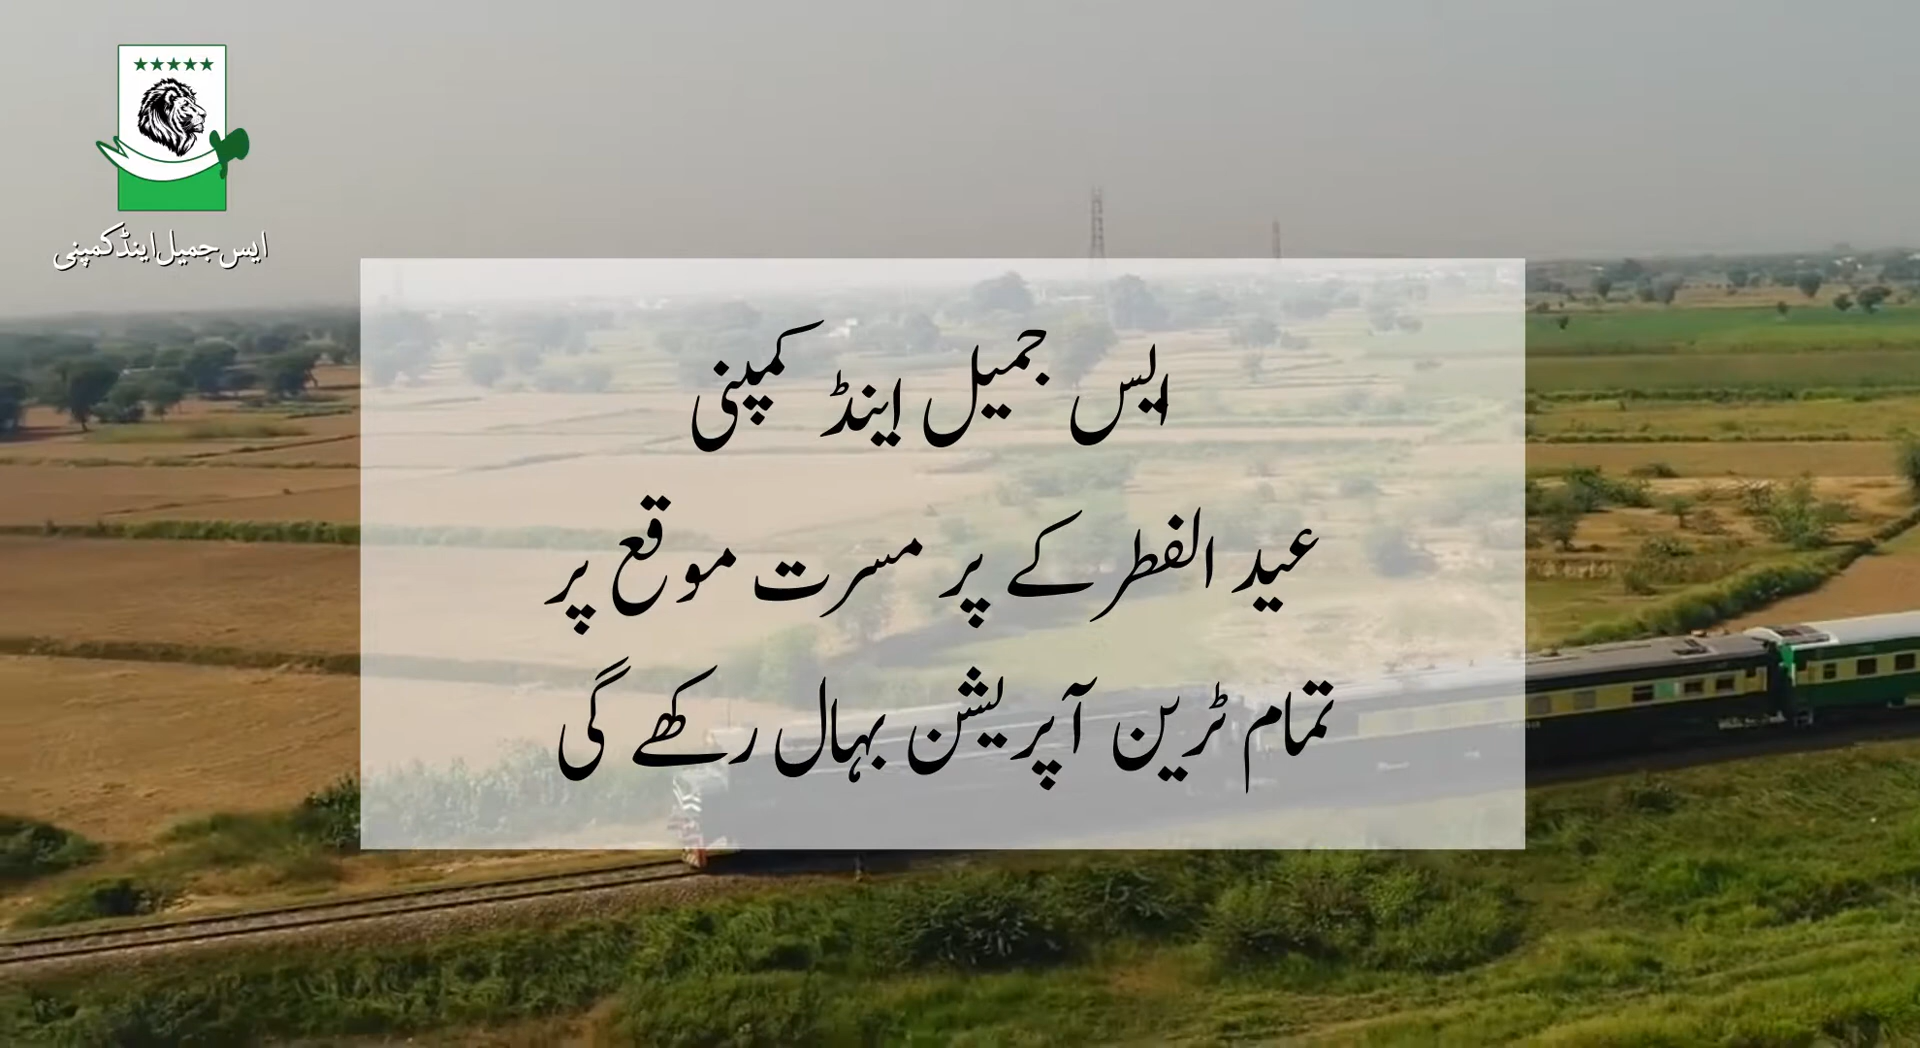 ایس جمیل اینڈ کمپنی
ایس جمیل اینڈ کمپنی
عید الفطر کے پر مسرت موقع پر
تمام ٹرین آپریشن بہال رکھے گی